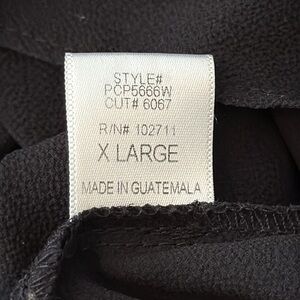 STYLE#
PCP5666W
CUT# 6067
R/N# 102711
X LARGE
MADE IN GUATEMALA